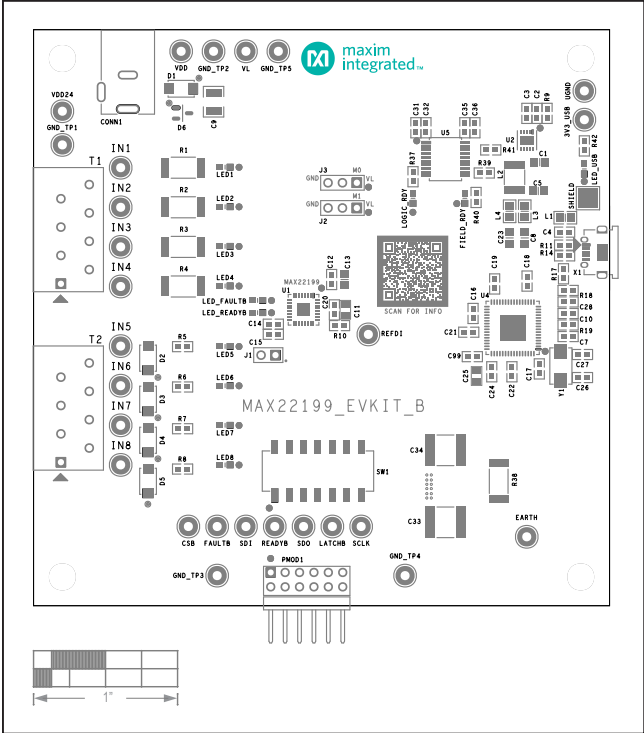 maxim
integrated™
VDD
GND_TP2
VL
GND_TP5
VDD24
GND_TP1
CONN1
D1
D6
C9
UGND
3V3_USB
C3
C2
R9
C31
C32
C35
C36
U5
U2
R41
R42
LED_USB
T1
IN1
IN2
IN3
IN4
R1
R2
R3
R4
LED1
LED2
LED3
LED4
J3
M0
GND
VL
M1
GND
VL
J2
R37
LOGIC_RDY
FIELD_RDY
R39
R40
L2
C1
C5
SHIELD
L4
L3
L1
C4
C23
C8
R11
R14
X1
R17
MAX22199
U1
C12
C13
SCAN FOR INFO
C19
C18
LED_FAULTB
LED_READYB
C14
C20
C11
R10
REFDI
C16
U4
C21
R18
C28
C10
R19
C7
T2
IN5
IN6
IN7
IN8
D2
D3
D4
D5
R5
R6
R7
R8
LED5
LED6
LED7
LED8
C15
J1
C99
C25
C24
C22
C17
Y1
C27
C26
MAX22199_EVKIT_B
SW1
C34
C33
R38
EARTH
CSB
FAULTB
SDI
READYB
SDO
LATCHB
SCLK
GND_TP3
PMOD1
GND_TP4
1"